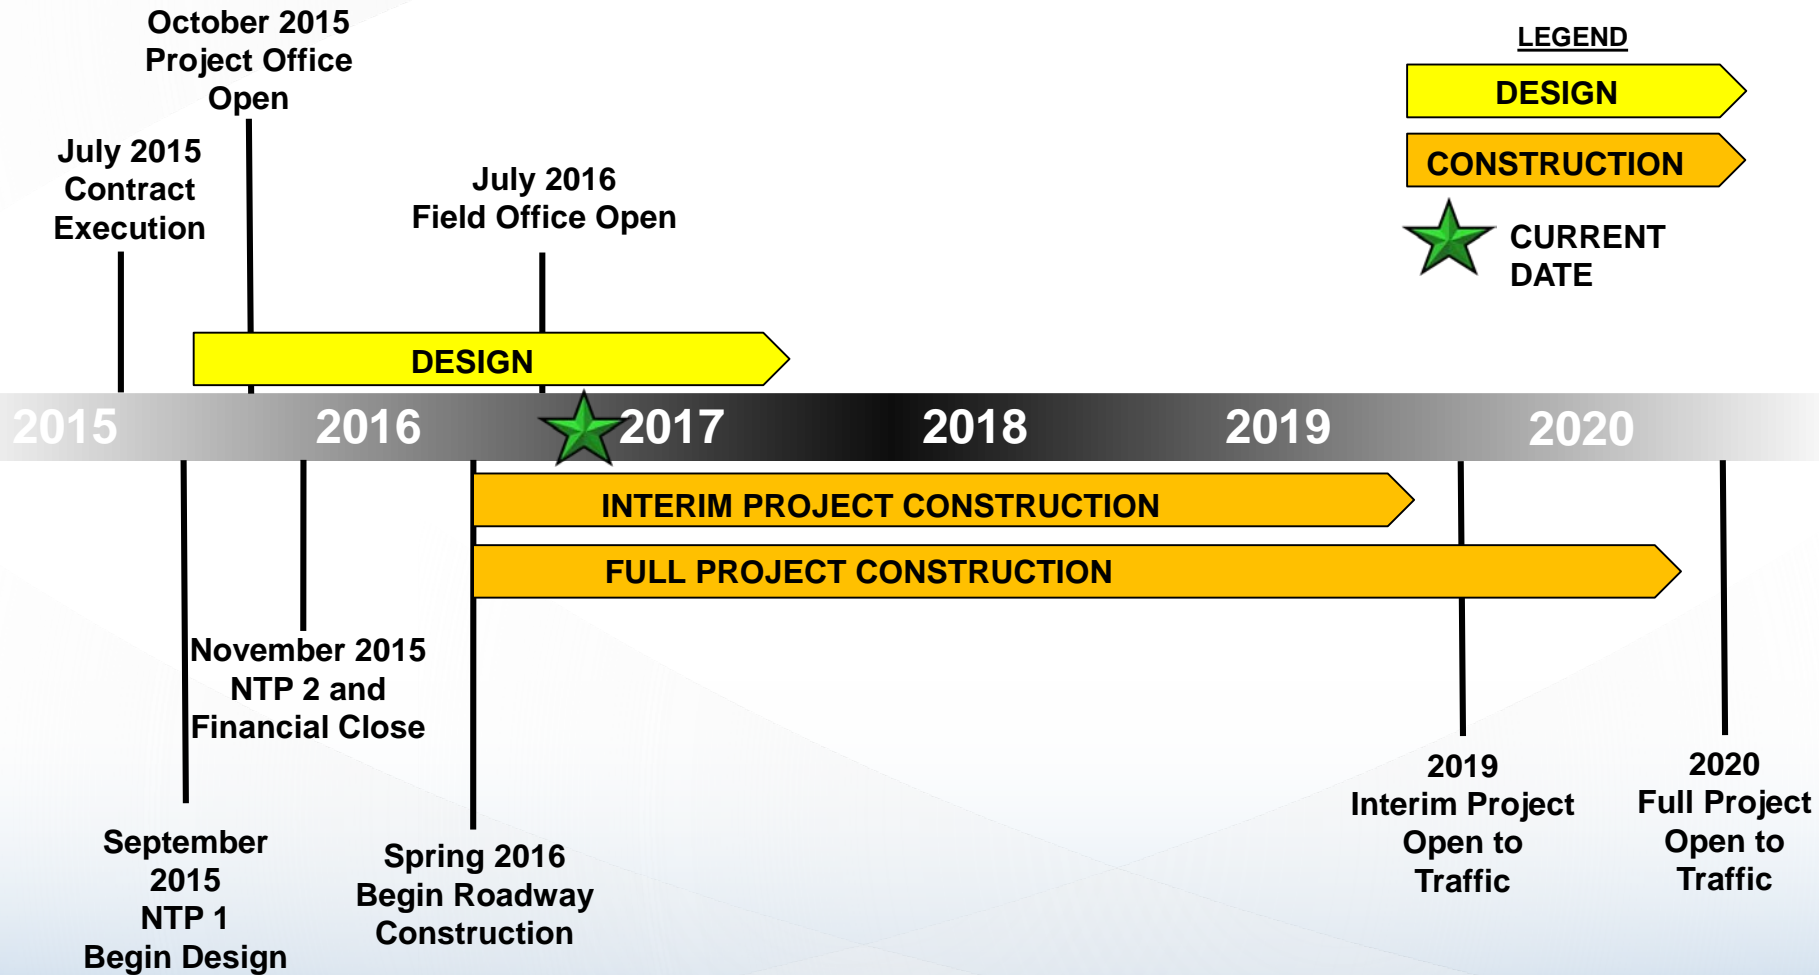 October 2015
Project Office
Open
LEGEND
DESIGN
CONSTRUCTION
CURRENT
DATE
July 2015
Contract
Execution
July 2016
Field Office Open
DESIGN
2015
2016
2017
2018
2019
2020
INTERIM PROJECT CONSTRUCTION
FULL PROJECT CONSTRUCTION
November 2015
NTP 2 and
Financial Close
September
2015
NTP 1
Begin Design
Spring 2016
Begin Roadway
Construction
2019
Interim Project
Open to
Traffic
2020
Full Project
Open to
Traffic